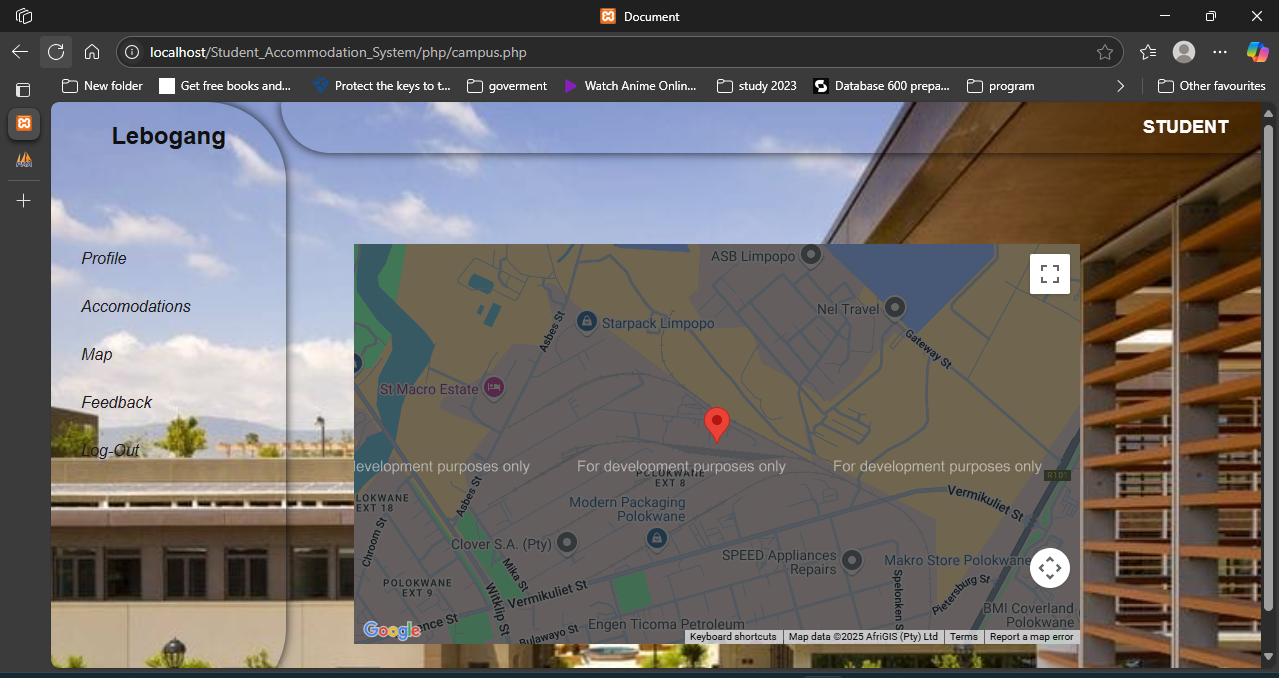 Document
localhost/Student_Accommodation_System/php/campus.php
New folder
Get free books and...
Protect the keys to t...
goverment
Watch Anime Onlin...
study 2023
Database 600 prepa...
program
Other favourites
Lebogang
STUDENT
Profile
Accomodations
Map
Feedback
Log-Out
ASB Limpopo
Nel Travel
Starpack Limpopo
Asbes St
Gateway St
St Macro Estate
evelopment purposes only
For development purposes only
For development purposes only
POLOKWANE
EXT 8
R101
LOKWANE
EXT 18
Asbes St
Modern Packaging
Polokwane
Vermikuliet St
Chroom St
Clover S.A. (Pty)
SPEED Appliances
Repairs
Makro Store Polokwane
Mika St
POLOKWANE
EXT 9
Witklip St
Vermikuliet St
Spelonken S
Pietersburg St
BMI Coverland
Polokwane
ence St
Bulawayo St
Engen Ticoma Petroleum
Google
Keyboard shortcuts
Map data ©2025 AfriGIS (Pty) Ltd
Terms
Report a map error